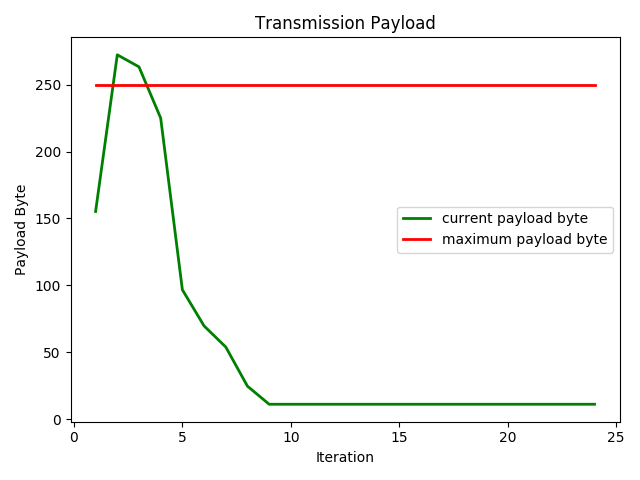 Transmission Payload
Payload Byte
250
200
150
100
50
0
current payload byte
maximum payload byte
0
5
10
15
20
25
Iteration